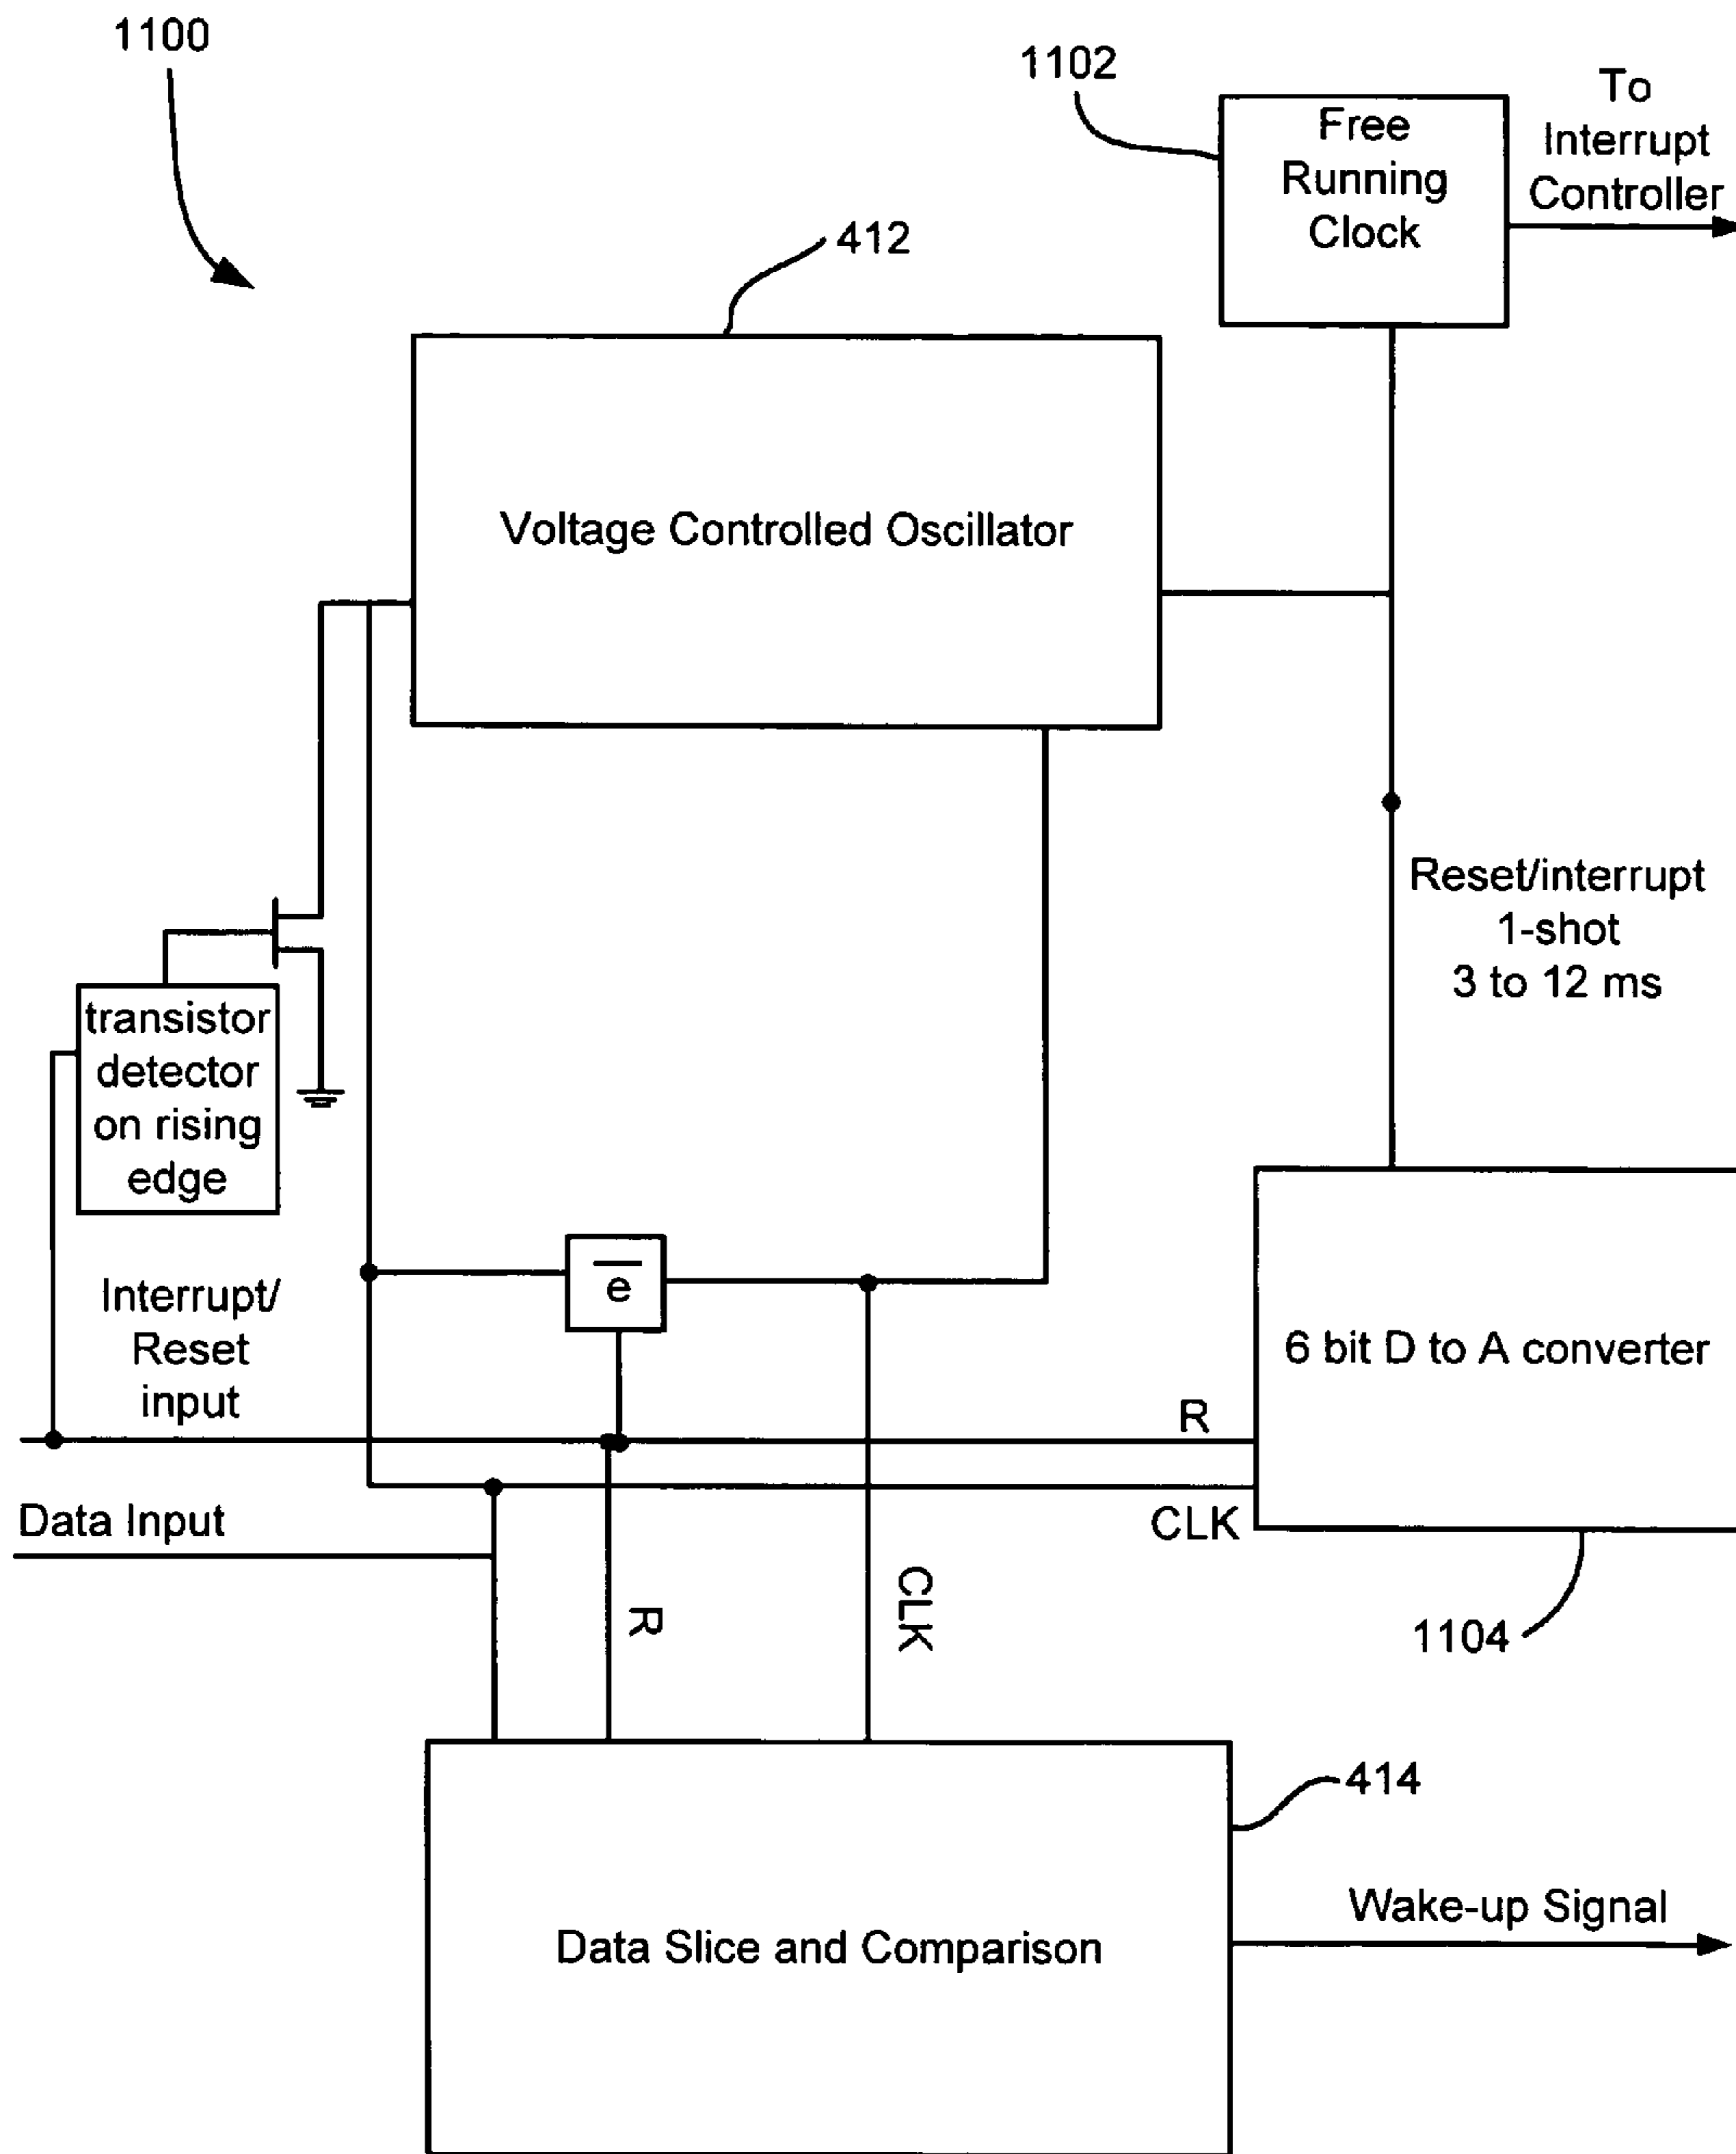 1100
1102
Free
Running
Clock
To
Interrupt
Controller
412
Voltage Controlled Oscillator
Reset/interrupt
1-shot
3 to 12 ms
transistor
detector
on rising
edge
e
Interrupt/
Reset
input
6 bit D to A converter
R
Data Input
CLK
R
CLK
1104
414
Data Slice and Comparison
Wake-up Signal